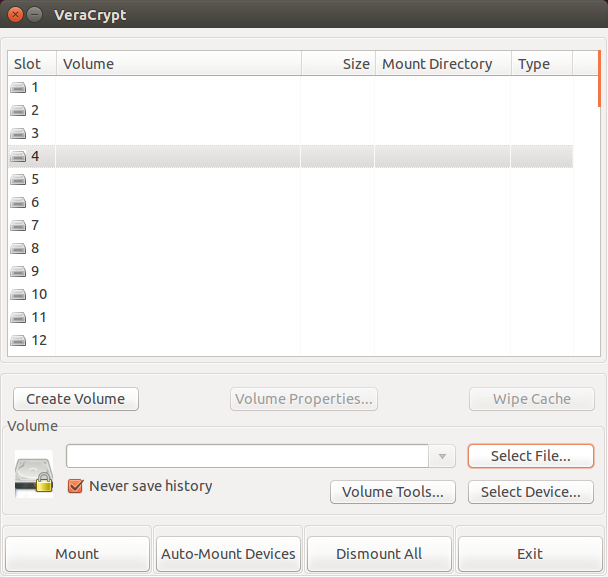 VeraCrypt
Slot Volume Size Mount Directory Type
1
2
3
4
5
6
7
8
9
10
11
12
Create Volume Volume Properties... Wipe Cache
Volume
Select File...
Never save history
Volume Tools... Select Device...
Mount Auto-Mount Devices Dismount All Exit